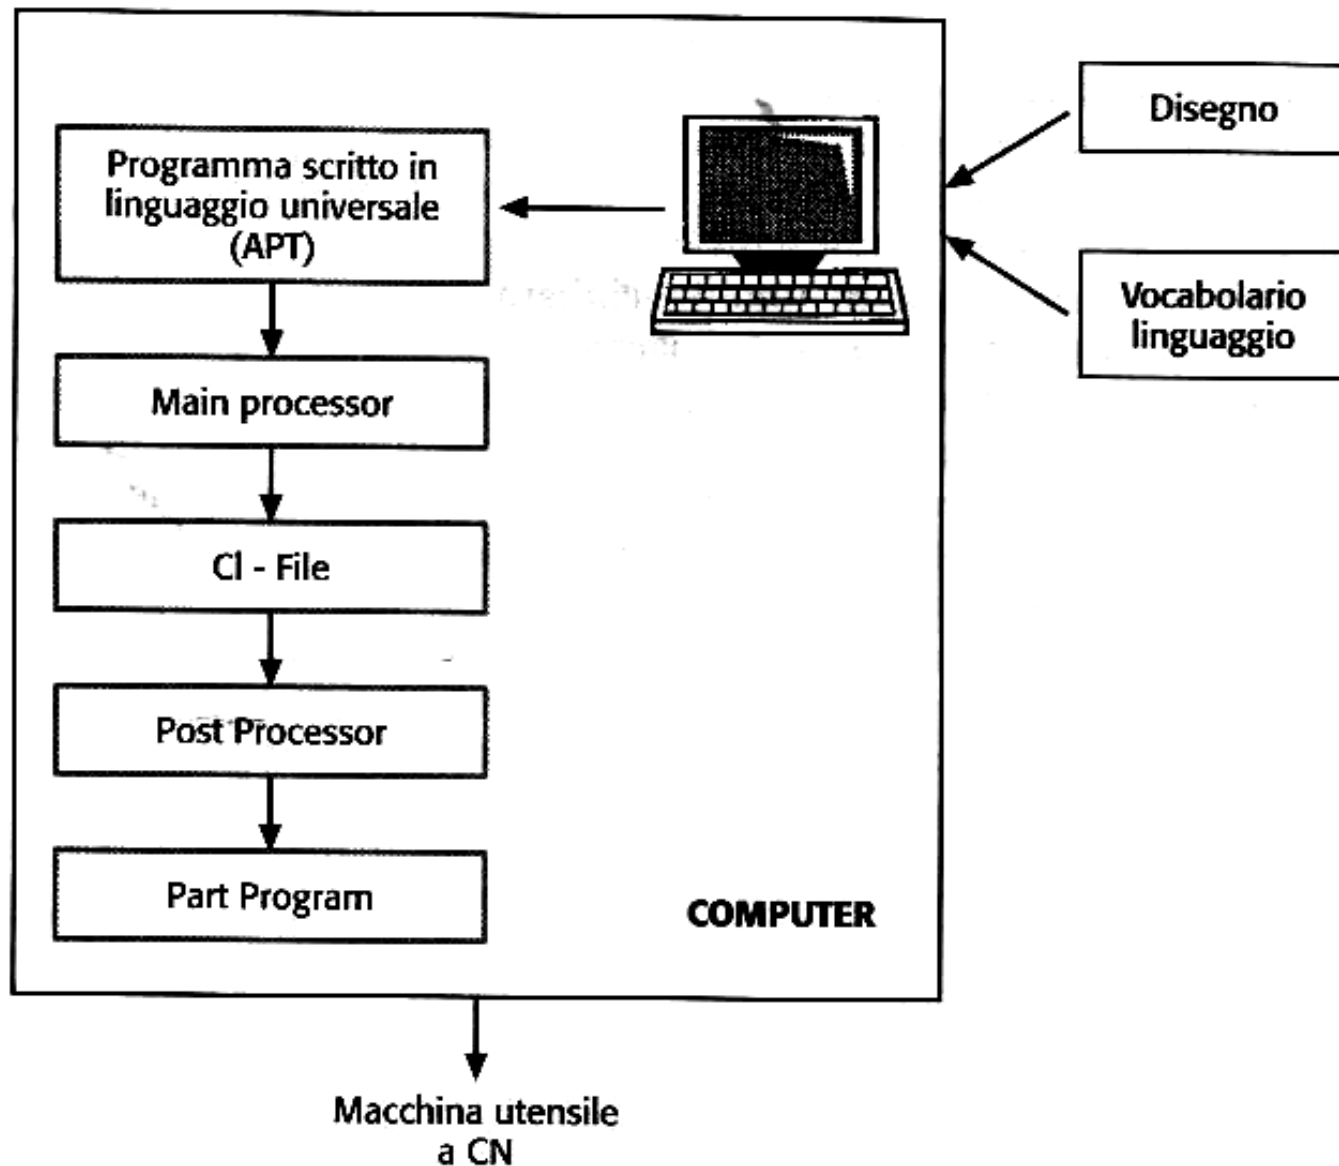 Disegno
Programma scritto in
linguaggio universale
(APT)
Vocabolario
linguaggio
Main processor
Cl - File
Post Processor
Part Program
COMPUTER
Macchina utensile
a CN